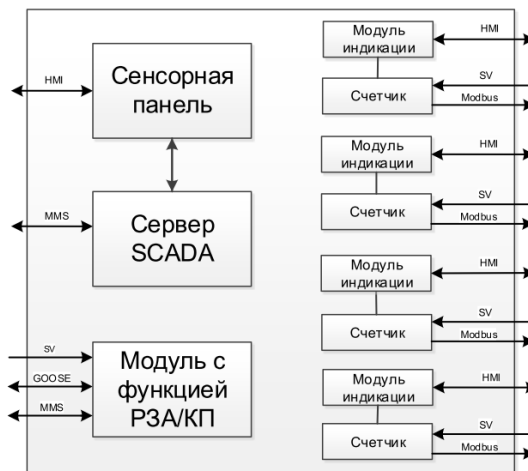 HMI
Сенсорная
панель
MMS
Сервер
SCADA
SV
GOOSE
MMS
Модуль с
функцией
РЗА/КП
Модуль
индикации
HMI
Счетчик
SV
Modbus
Модуль
индикации
HMI
Счетчик
SV
Modbus
Модуль
индикации
HMI
Счетчик
SV
Modbus
Модуль
индикации
HMI
Счетчик
SV
Modbus